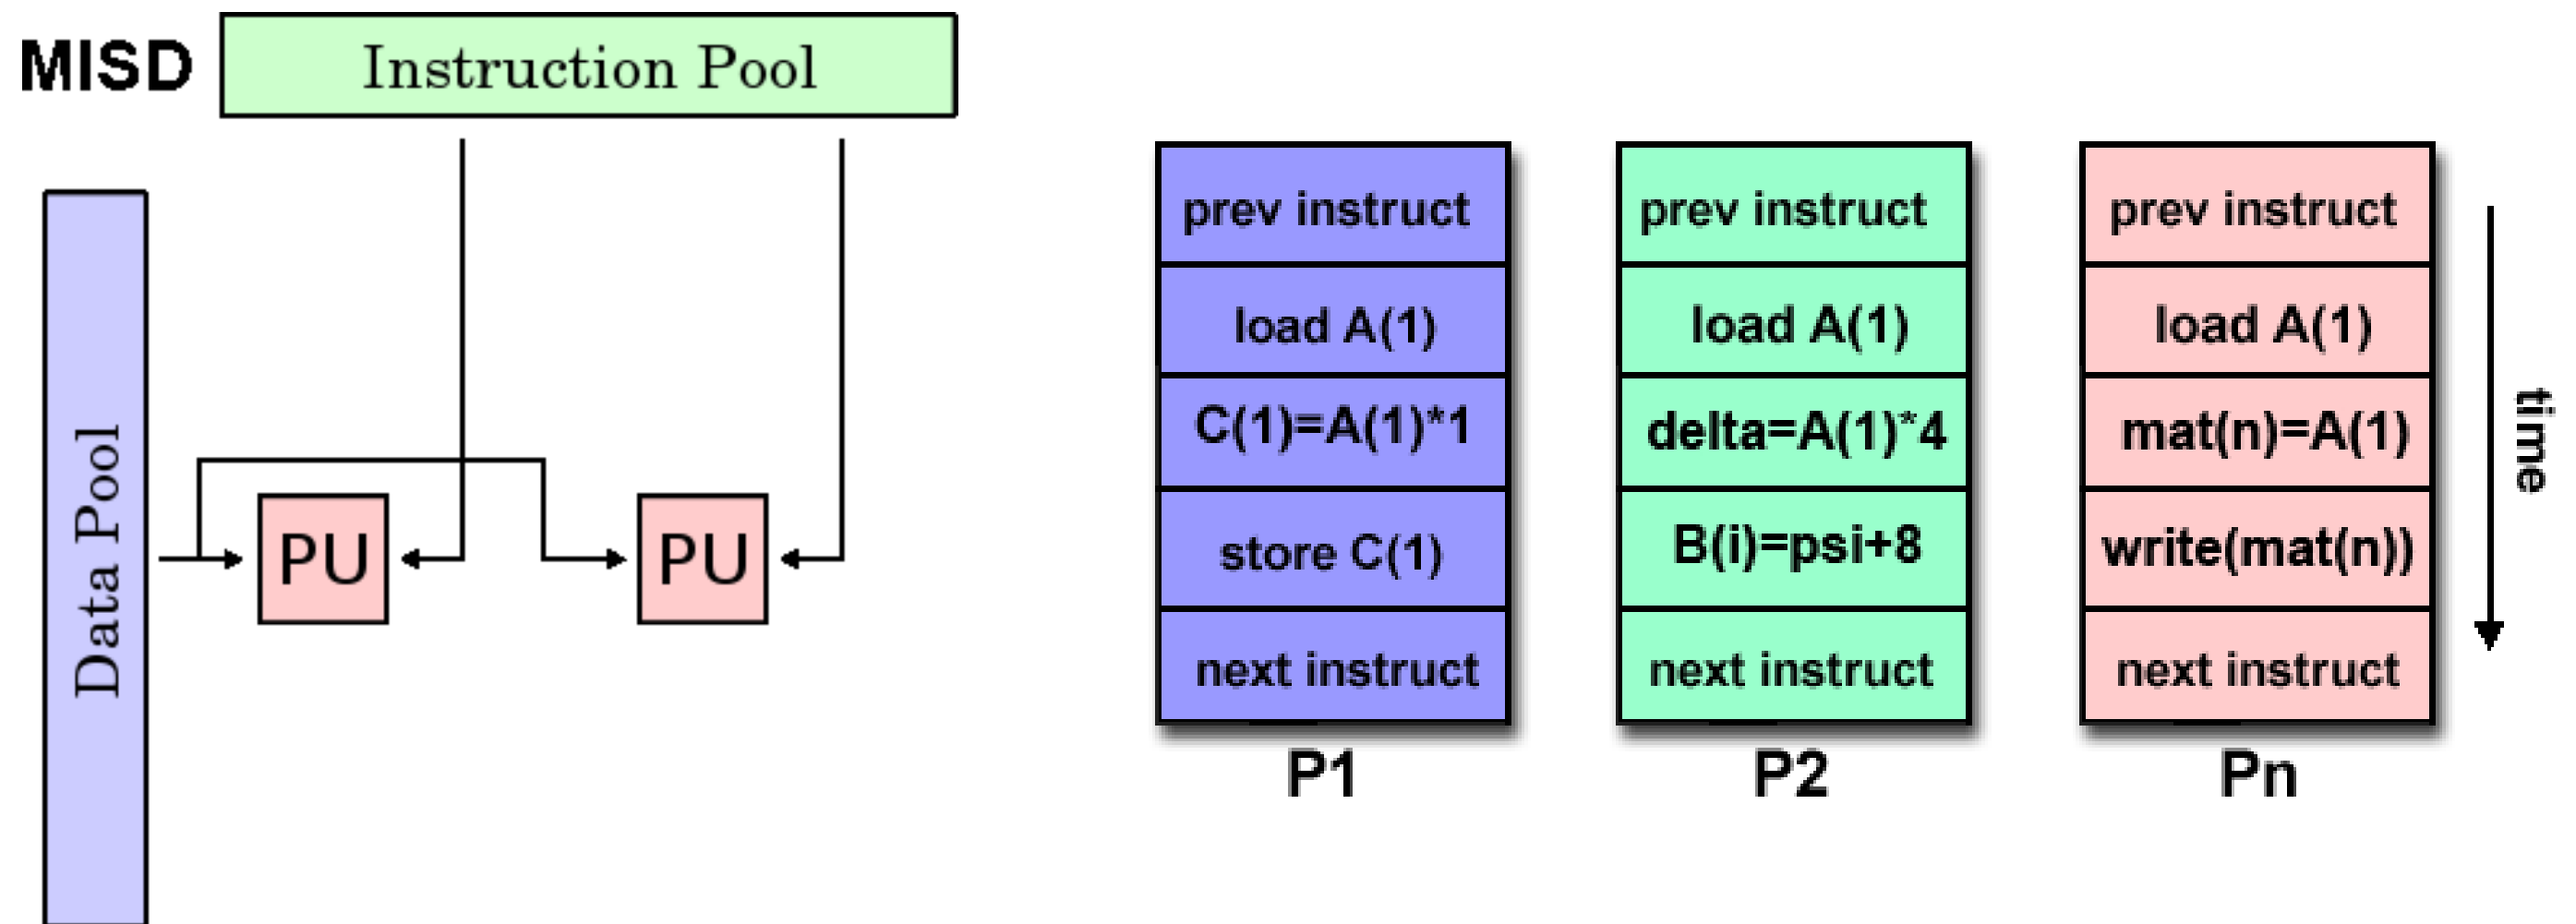 MISD
Instruction Pool
Data Pool
PU
PU
prev instruct
load A(1)
C(1)=A(1)*1
store C(1)
next instruct
P1
prev instruct
load A(1)
delta=A(1)*4
B(i)=psi+8
next instruct
P2
prev instruct
load A(1)
mat(n)=A(1)
write(mat(n))
next instruct
Pn
time